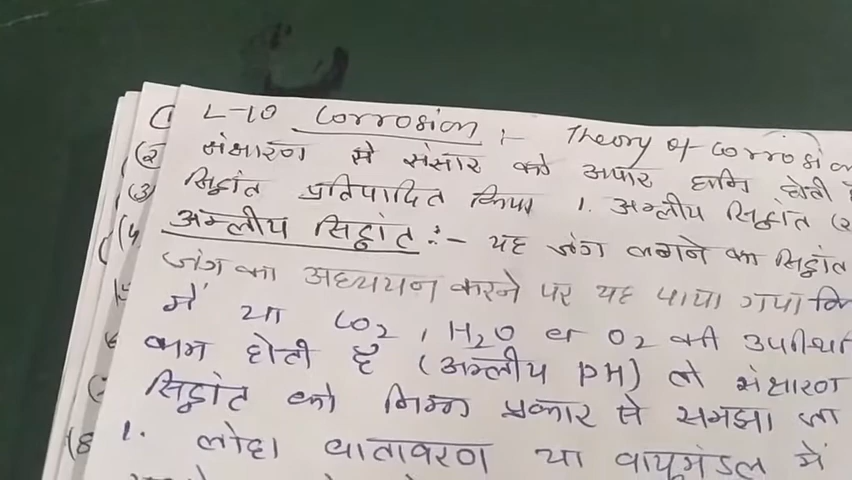 L-10 Corrosion :- Theory of corrosion
संक्षारण से संसार को अपार हानि होती है
सिद्धांत प्रतिपादित किया 1. अम्लीय सिद्धांत (2
अम्लीय सिद्धांत :- यह जंग लगने का सिद्धांत
जंग का अध्ययन करने पर यह पाया गया कि
में या CO2, H2O व O2 की
कम होती है (अम्लीय PH) तो संक्षारण
सिद्धांत को निम्न प्रकार से समझा जा
1. लोहा वातावरण या वायुमंडल में